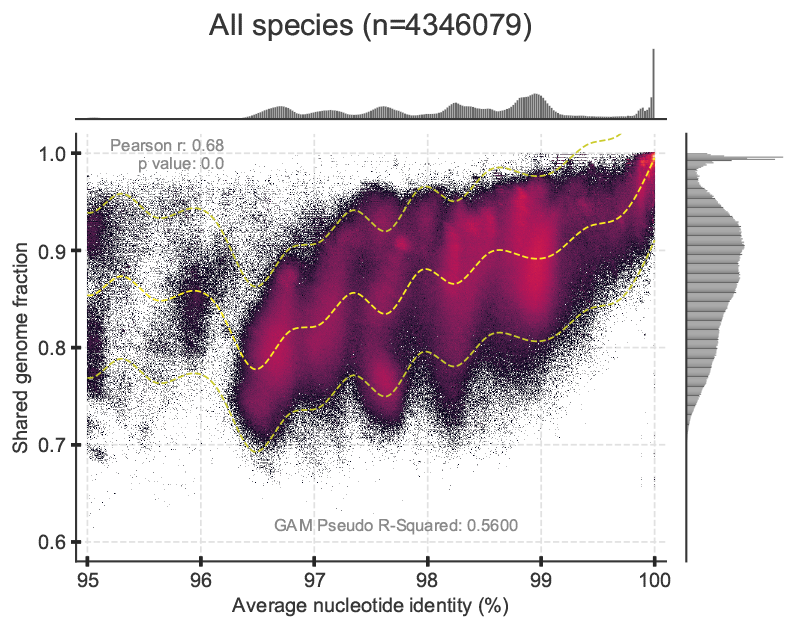 All species (n=4346079)
Pearson r: 0.68
p value: 0.0
1.0
0.9
0.8
0.7
0.6
Shared genome fraction
GAM Pseudo R-Squared: 0.5600
95 96 97 98 99 100
Average nucleotide identity (%)